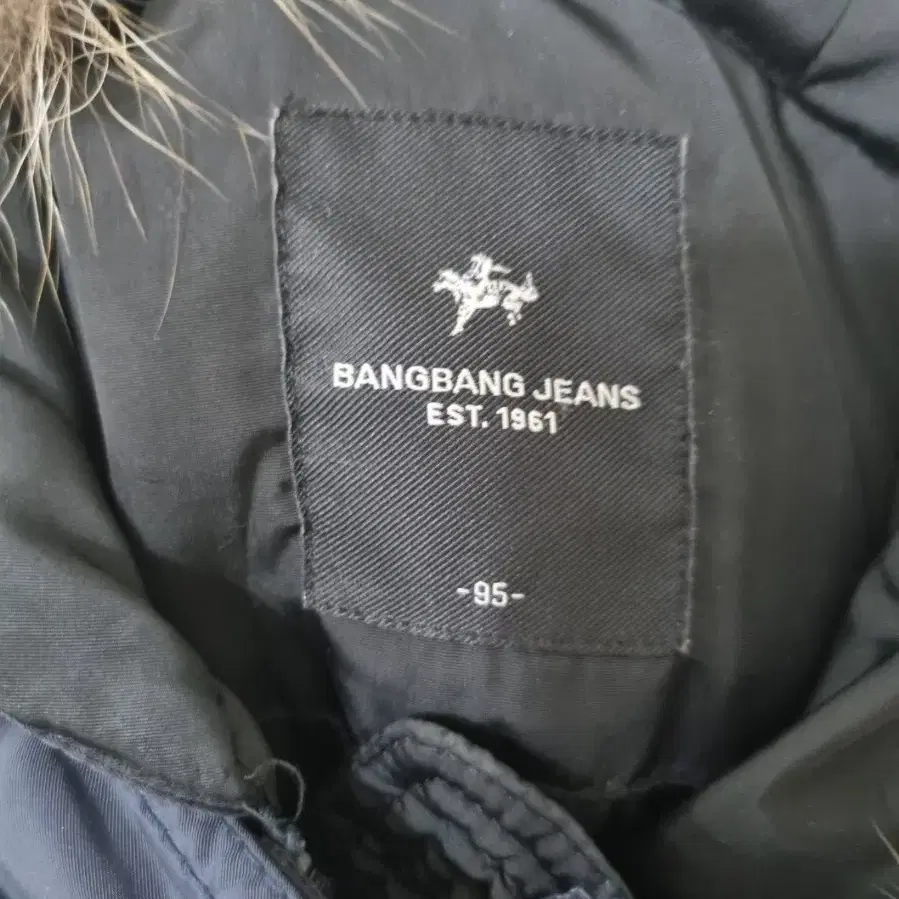 BANGBANG JEANS
EST. 1961
-95-